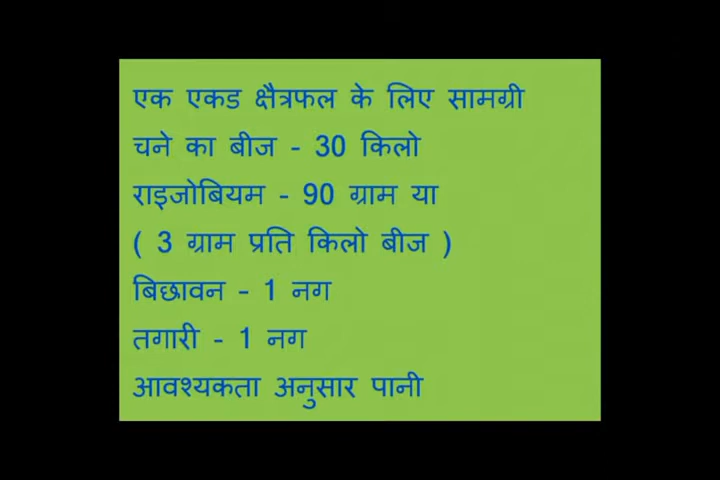 एक एकड क्षैत्रफल के लिए सामग्री
चने का बीज - 30 किलो
राइजोबियम - 90 ग्राम या
( 3 ग्राम प्रति किलो बीज )
बिछावन - 1 नग
तगारी - 1 नग
आवश्यकता अनुसार पानी